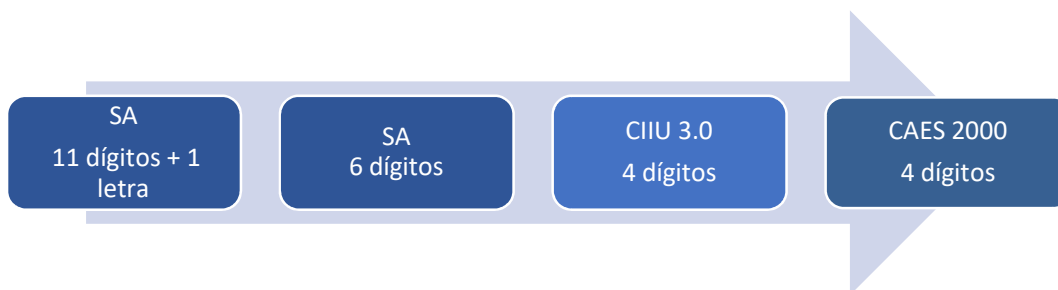 SA
11 dígitos + 1
letra
SA
6 dígitos
CIIU 3.0
4 dígitos
CAES 2000
4 dígitos